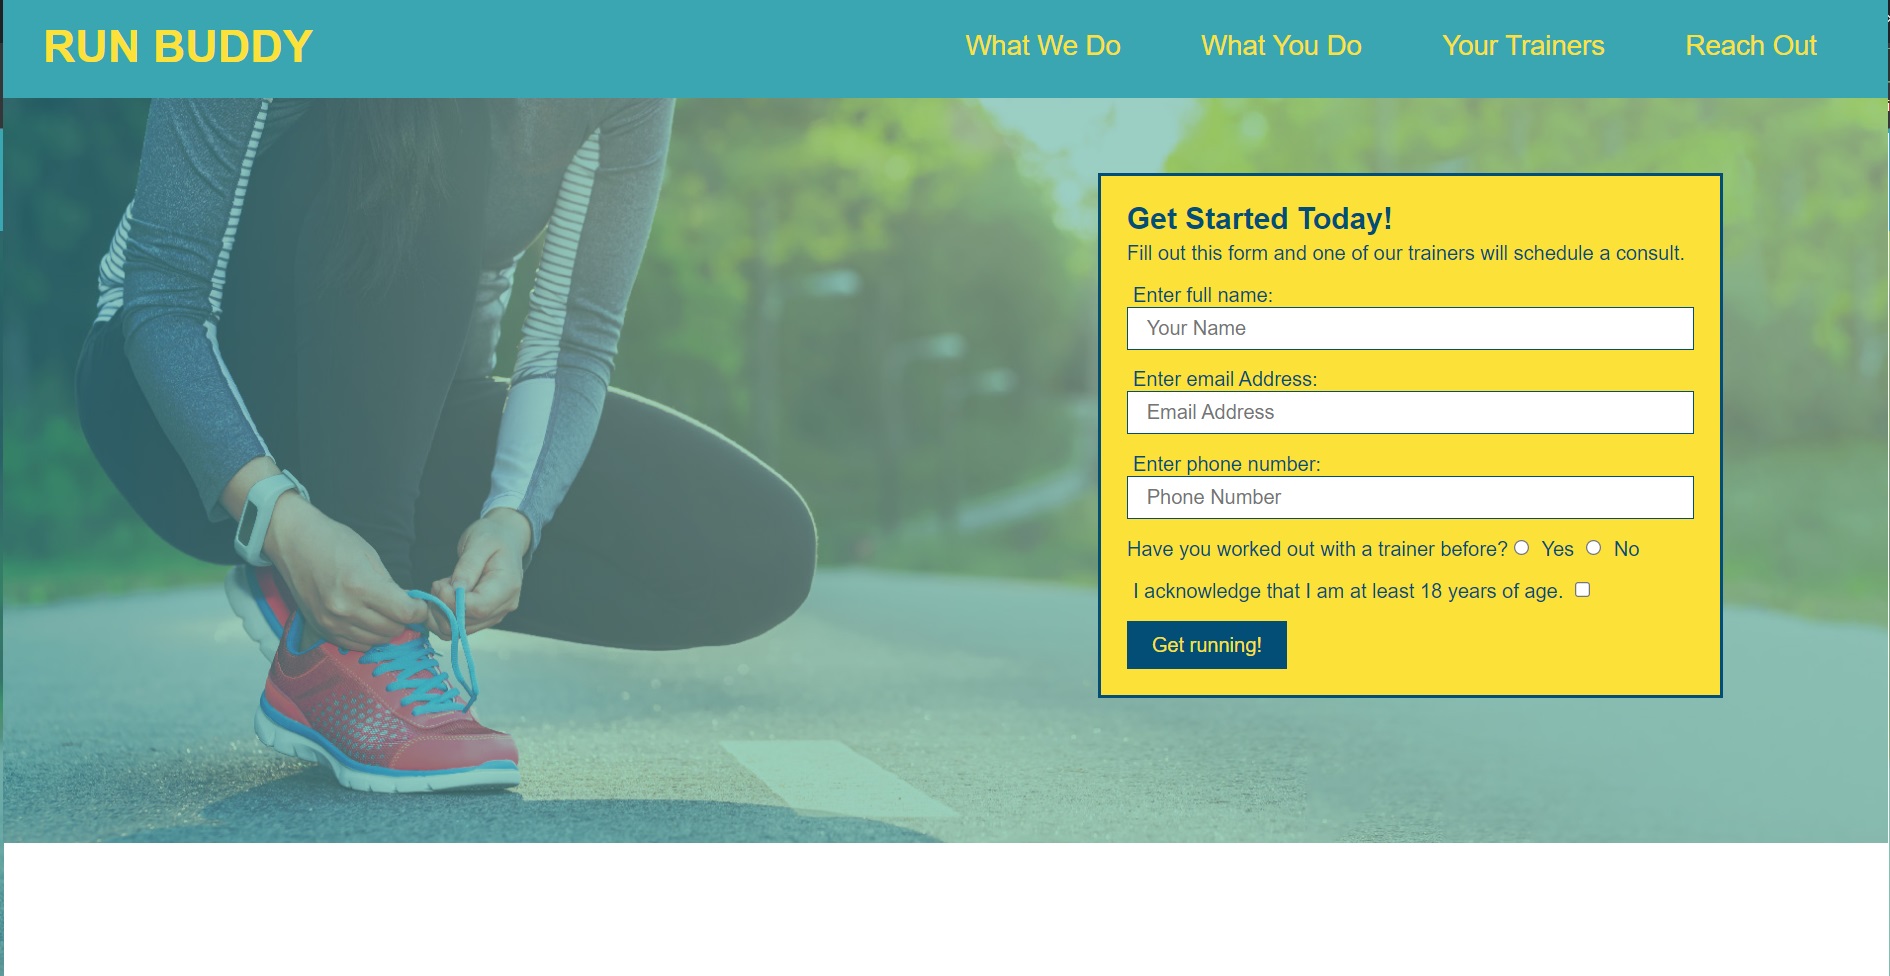 RUN BUDDY
What We Do
What You Do
Your Trainers
Reach Out
Get Started Today!
Fill out this form and one of our trainers will schedule a consult.
Enter full name:
Your Name
Enter email Address:
Email Address
Enter phone number:
Phone Number
Have you worked out with a trainer before? Yes No
I acknowledge that I am at least 18 years of age.
Get running!